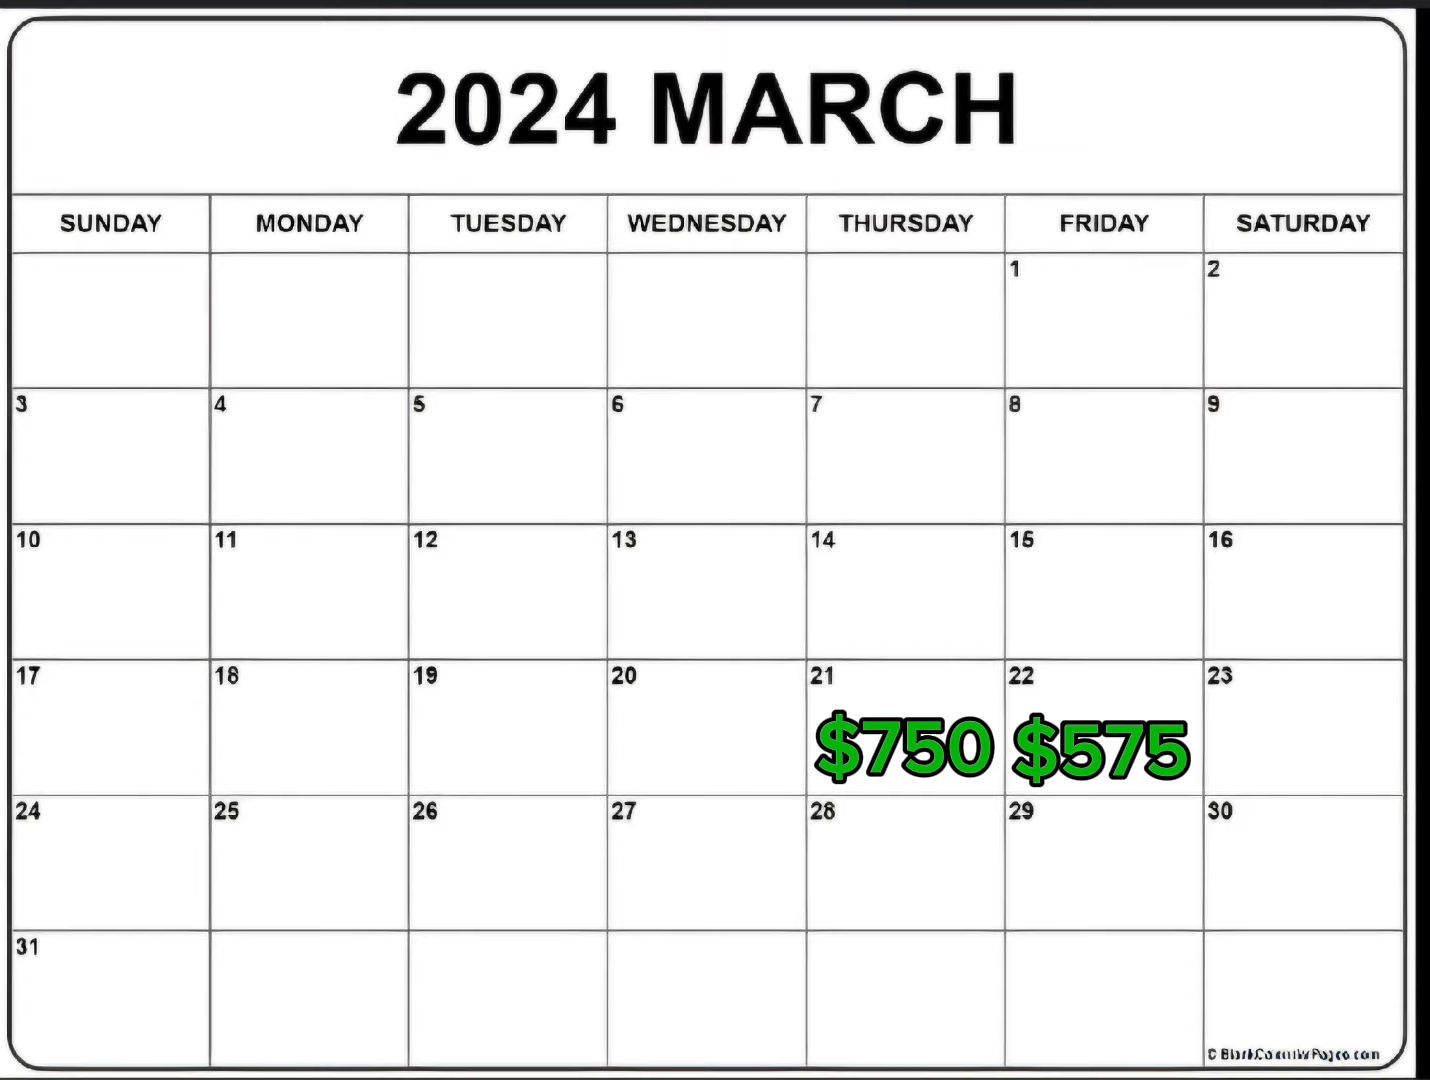 2024 MARCH
SUNDAY MONDAY TUESDAY WEDNESDAY THURSDAY FRIDAY SATURDAY
1 2
3 4 5 6 7 8 9
10 11 12 13 14 15 16
17 18 19 20 21 22 23
$750 $575
24 25 26 27 28 29 30
31
©